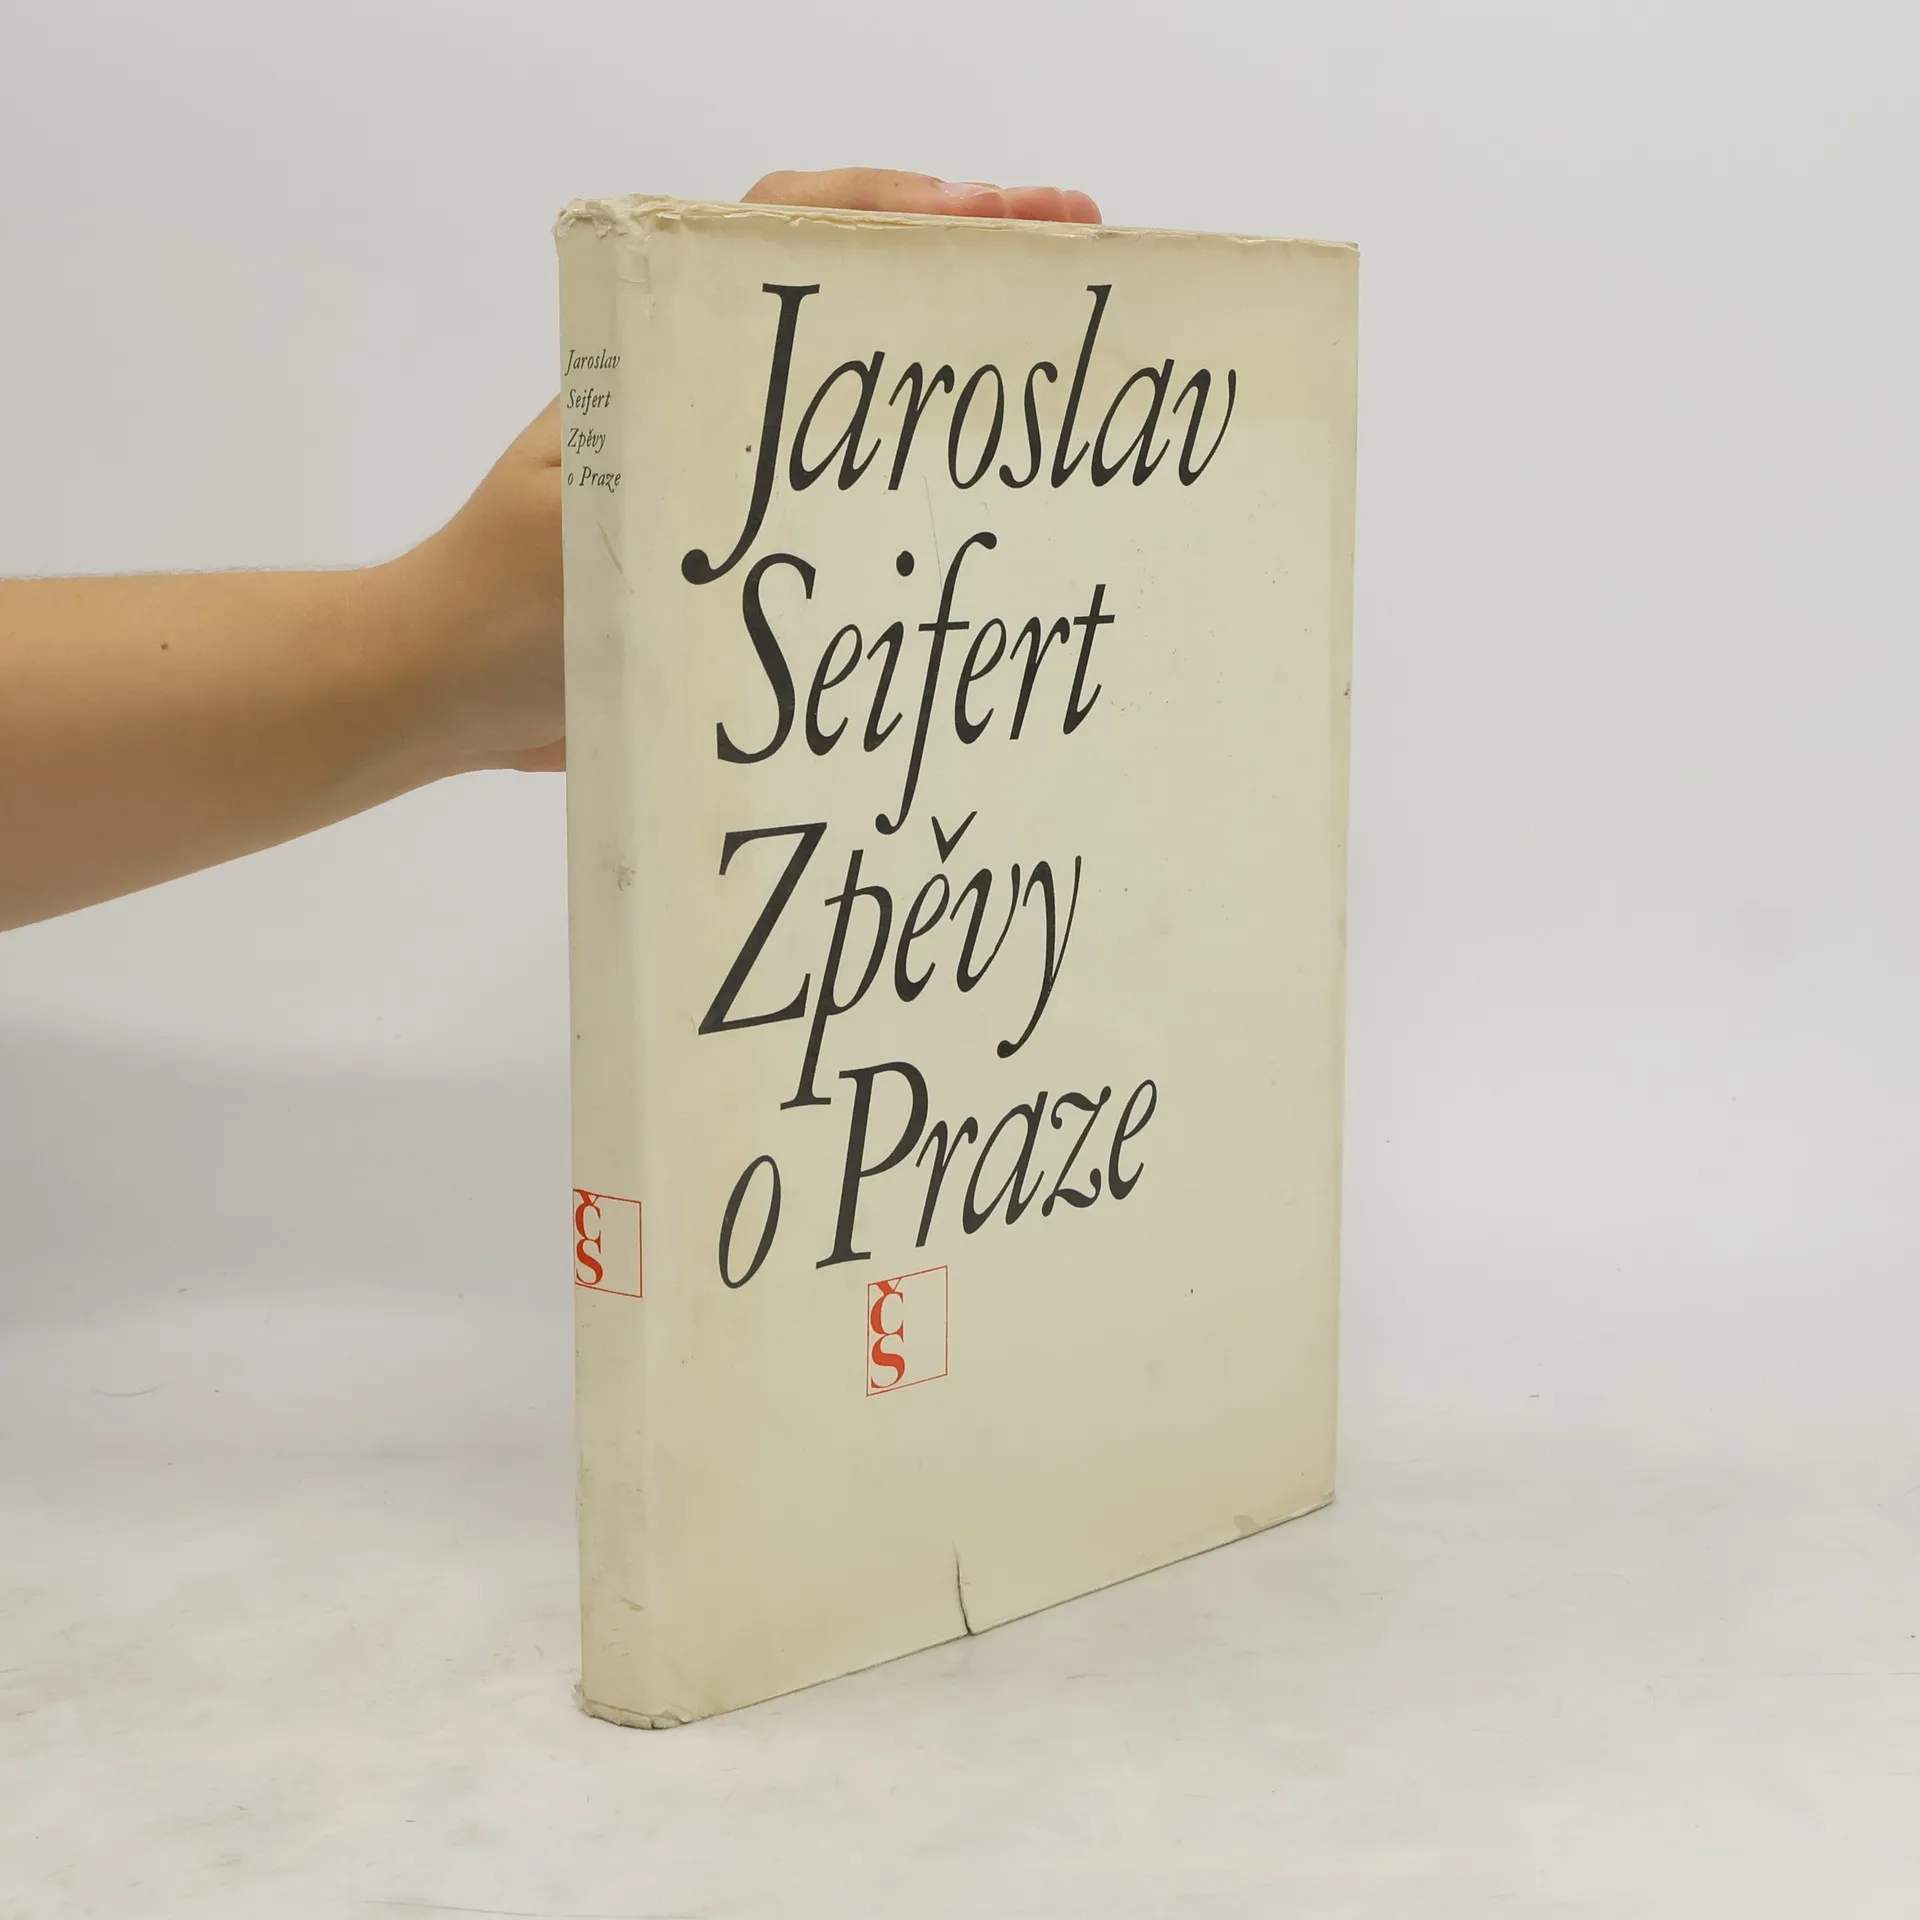 Jaroslav
Seifert
Zpěvy
o Praze
ČS
Jaroslav
Seifert
Zpěvy
o Praze
ČS